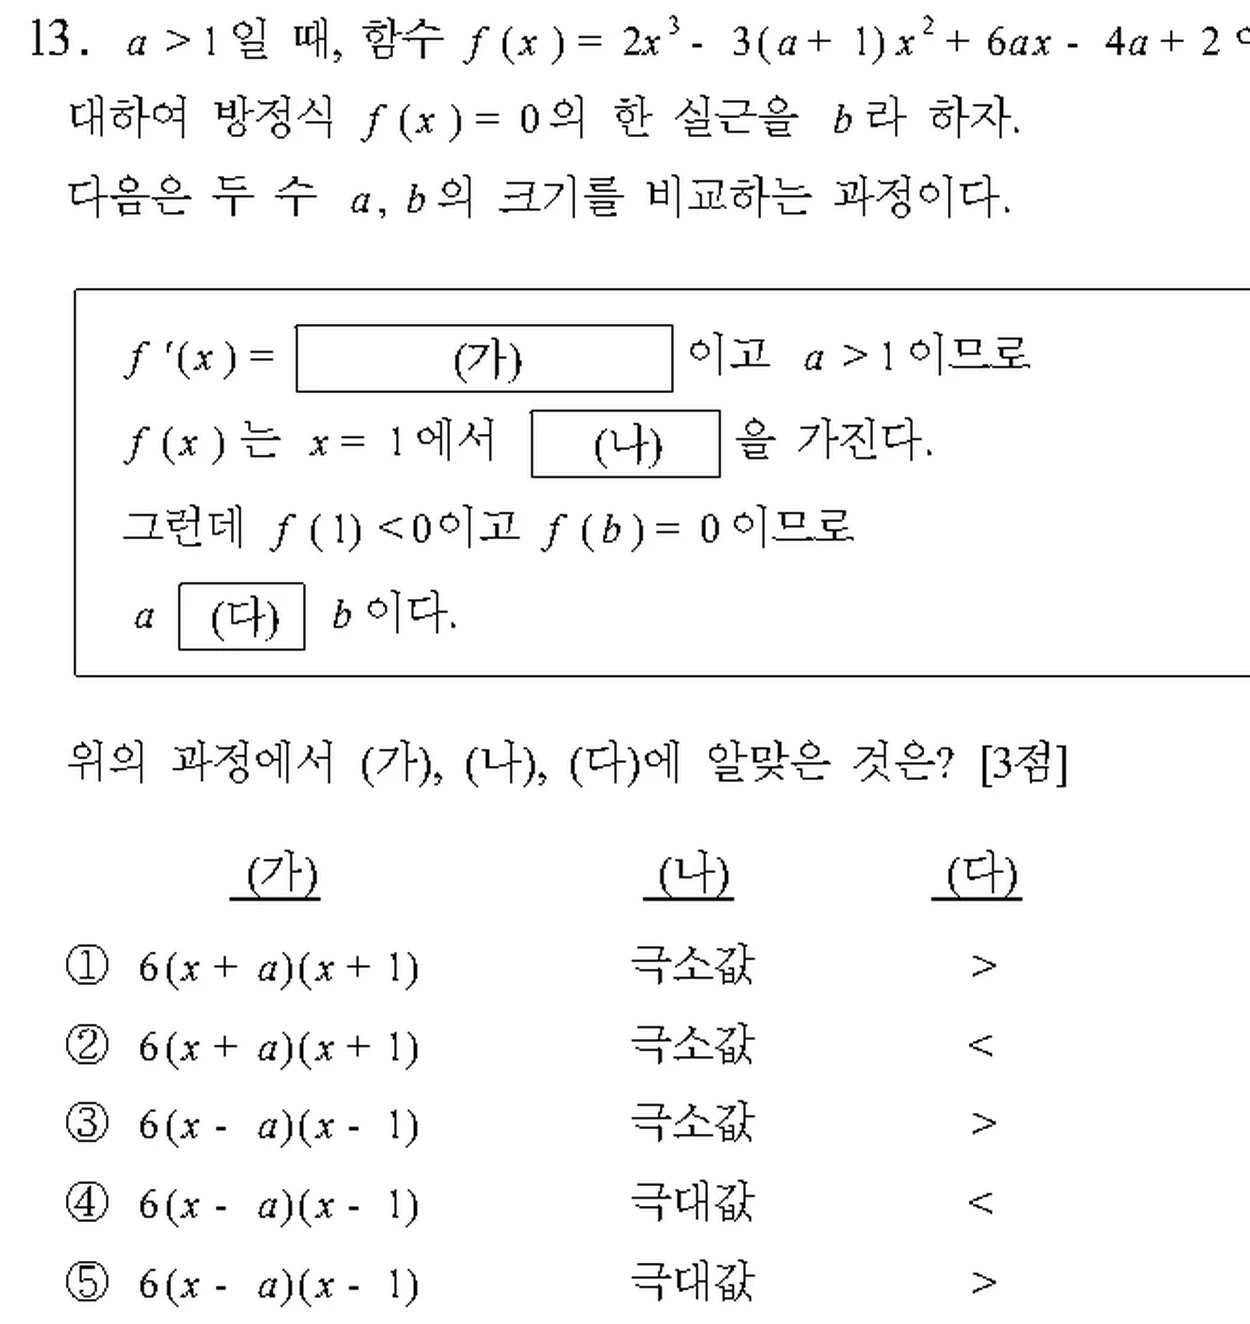 13. a > 1일 때, 함수 f(x) = 2x³ - 3(a + 1)x² + 6ax - 4a + 2
대하여 방정식 f(x) = 0의 한 실근을 b라 하자.
다음은 두 수 a, b의 크기를 비교하는 과정이다.
f′(x) = (가) 이고 a > 1이므로
f(x)는 x = 1에서 (나) 을 가진다.
그런데 f(1) < 0이고 f(b) = 0이므로
a (다) b이다.
위의 과정에서 (가), (나), (다)에 알맞은 것은? [3점]
(가) (나) (다)
① 6(x + a)(x + 1) 극소값 >
② 6(x + a)(x + 1) 극소값 <
③ 6(x - a)(x - 1) 극소값 >
④ 6(x - a)(x - 1) 극대값 <
⑤ 6(x - a)(x - 1) 극대값 >